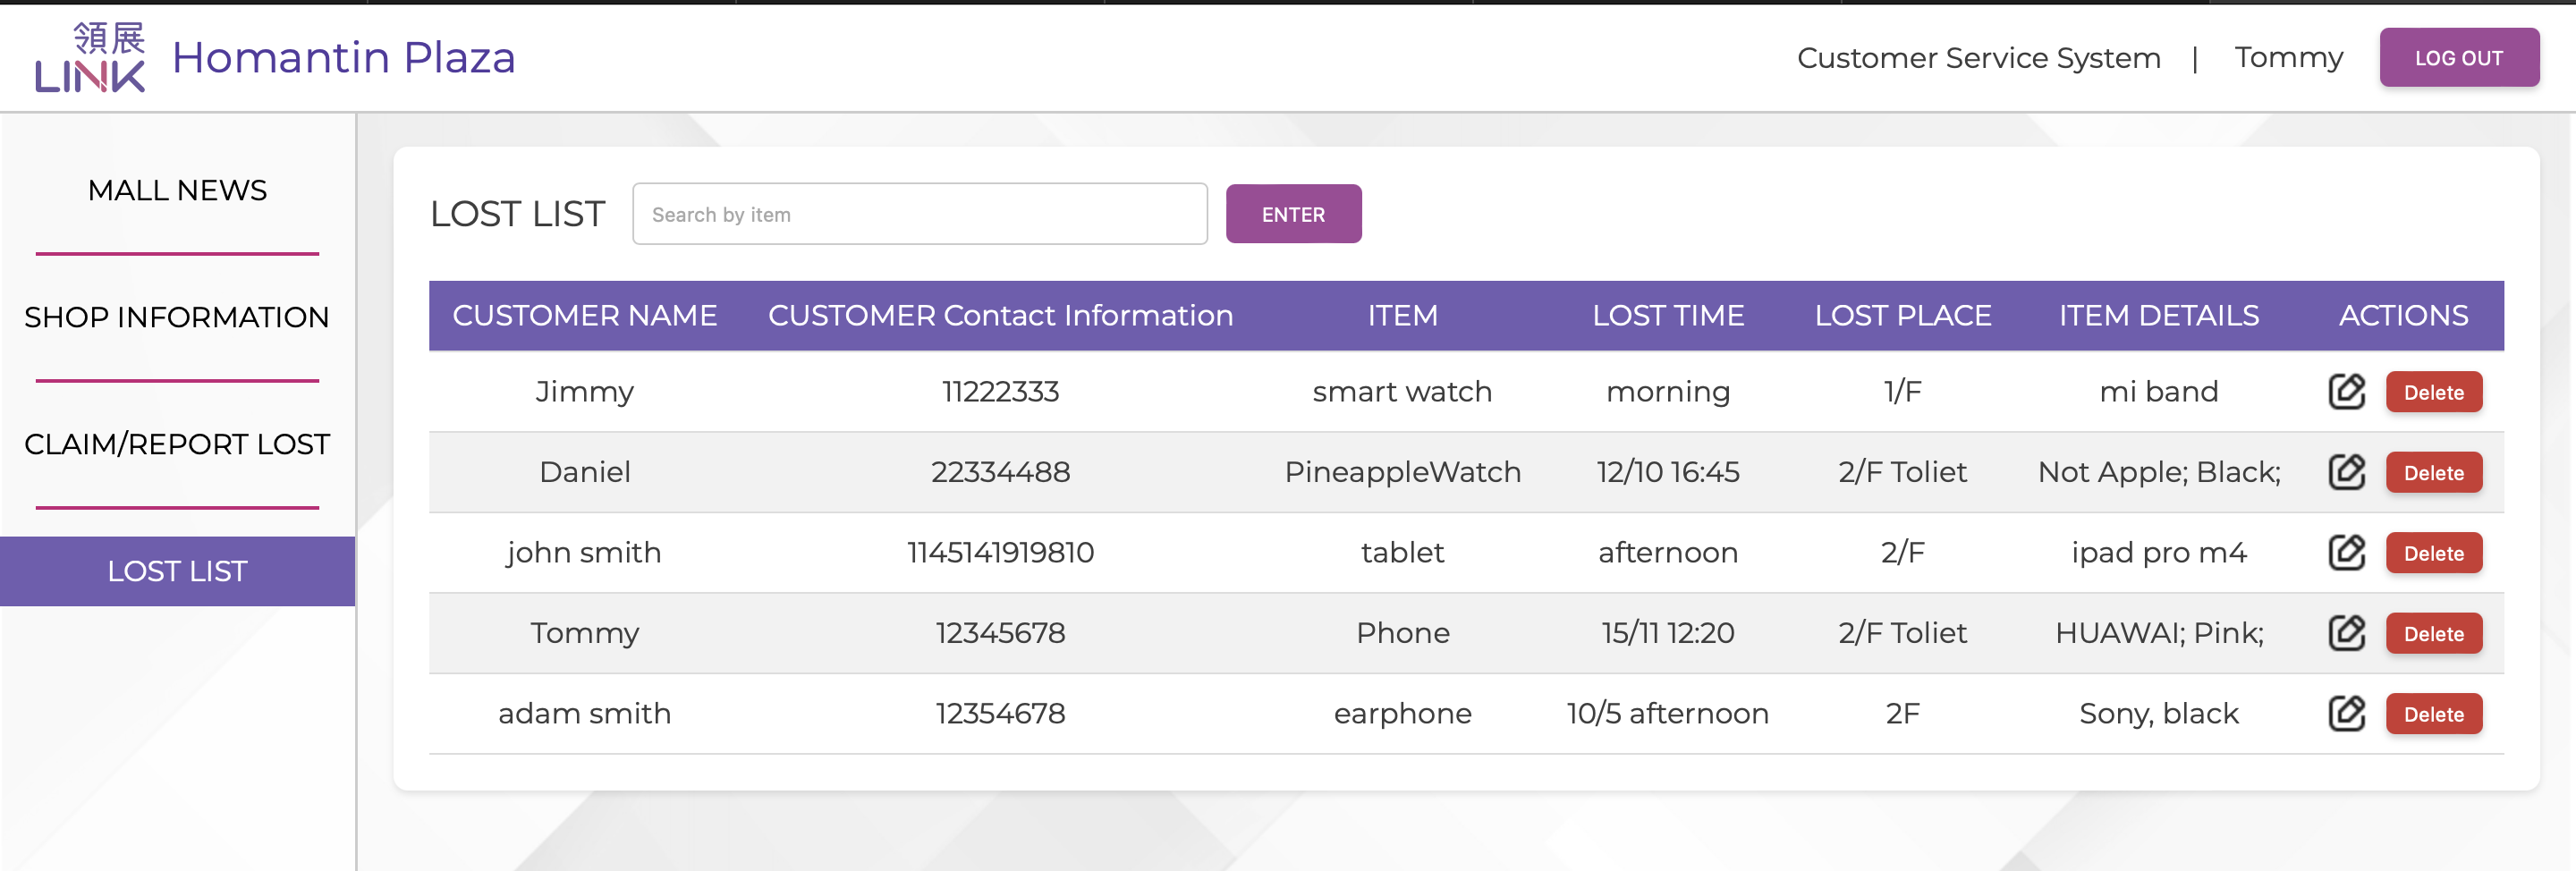 領展
LINK
Homantin Plaza
Customer Service System | Tommy LOG OUT
MALL NEWS
SHOP INFORMATION
CLAIM/REPORT LOST
LOST LIST
LOST LIST Search by item ENTER
CUSTOMER NAME CUSTOMER Contact Information ITEM LOST TIME LOST PLACE ITEM DETAILS ACTIONS
Jimmy 11222333 smart watch morning 1/F mi band Delete
Daniel 22334488 PineappleWatch 12/10 16:45 2/F Toliet Not Apple; Black; Delete
john smith 1145141919810 tablet afternoon 2/F ipad pro m4 Delete
Tommy 12345678 Phone 15/11 12:20 2/F Toliet HUAWAI; Pink; Delete
adam smith 12354678 earphone 10/5 afternoon 2F Sony, black Delete